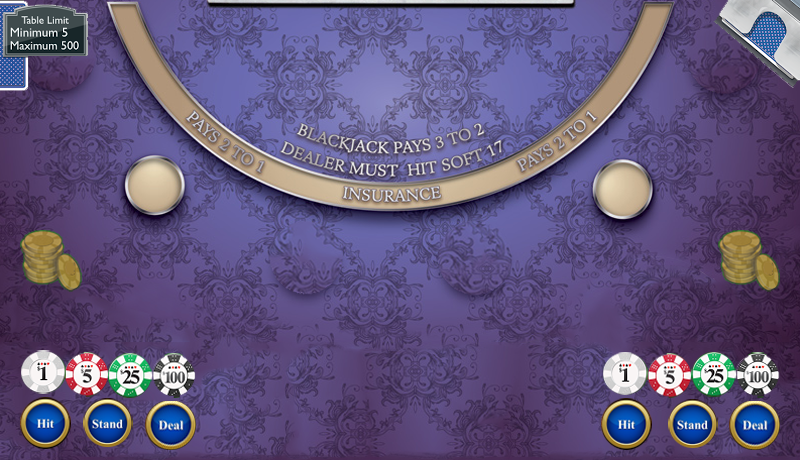 Table Limit
Minimum 5
Maximum 500
BLACKJACK PAYS 3 TO 2
DEALER MUST HIT SOFT 17
PAYS 2 TO 1
INSURANCE
PAYS 2 TO 1
$1
$5
$25
$100
$1
$5
$25
$100
Hit
Stand
Deal
Hit
Stand
Deal